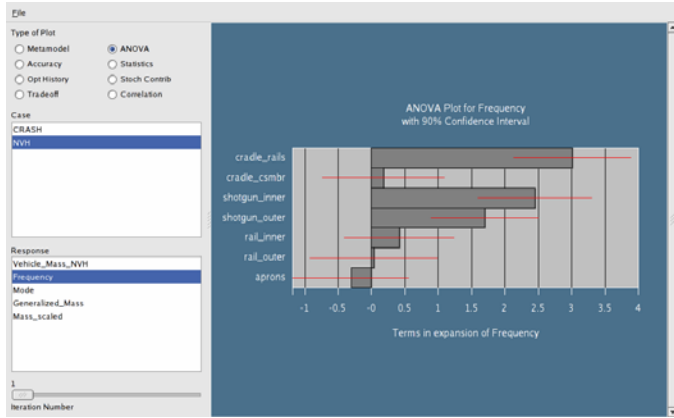 File
Type of Plot
Metamodel ANOVA
Accuracy Statistics
Opt History Stoch Contrib
Tradeoff Correlation
Case
CRASH
NVH
Response
Vehicle_Mass_NVH
Frequency
Mode
Generalized_Mass
Mass_scaled
1
Iteration Number
ANOVA Plot for Frequency
with 90% Confidence Interval
cradle_rails
cradle_csmbr
shotgun_inner
shotgun_outer
rail_inner
rail_outer
aprons
-1 -0.5 -0 0.5 1 1.5 2 2.5 3 3.5 4
Terms in expansion of Frequency